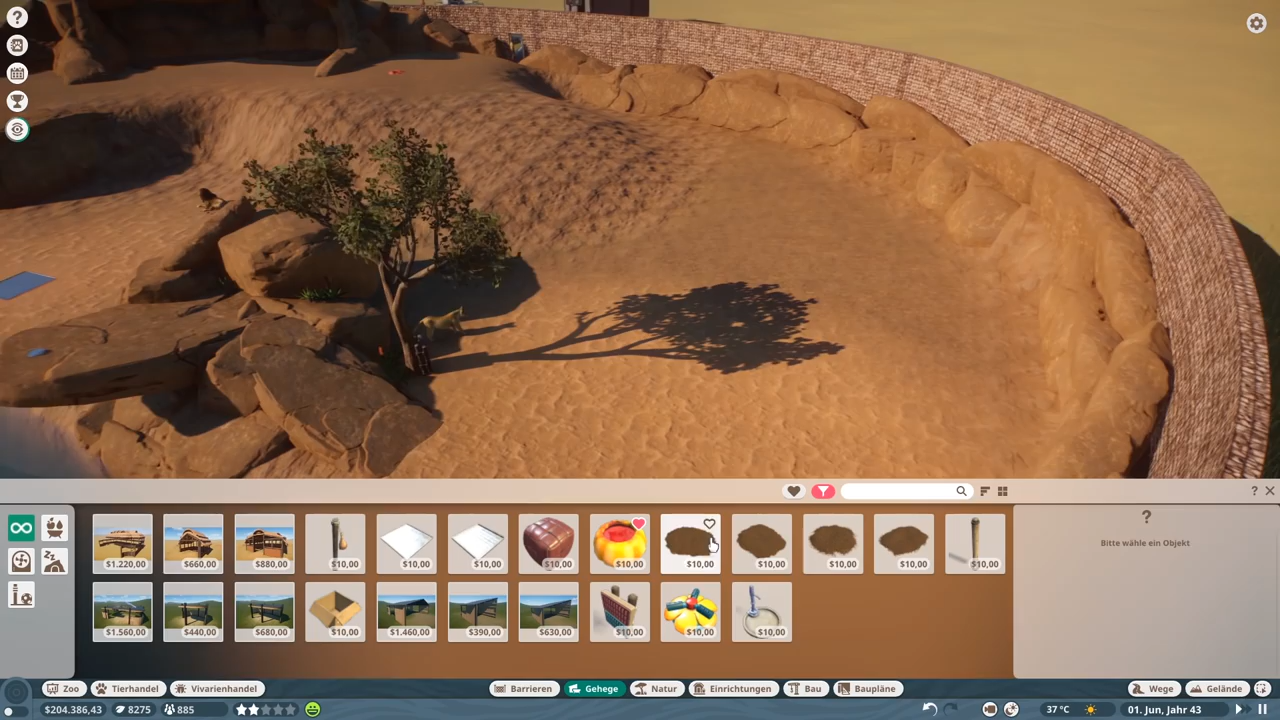 ?
? 
?
Bitte wähle ein Objekt
$1.220,00 $660,00 $880,00 $10,00 $10,00 $10,00 $10,00 $10,00 $10,00 $10,00 $10,00 $10,00 $10,00
$1.560,00 $440,00 $680,00 $10,00 $1.460,00 $390,00 $630,00 $10,00 $10,00 $10,00
Zoo Tierhandel Vivarienhandel Barrieren Gehege Natur Einrichtungen Bau Baupläne Wege Gelände
$204.386,43 8275 885 37 °C 01. Jun, Jahr 43